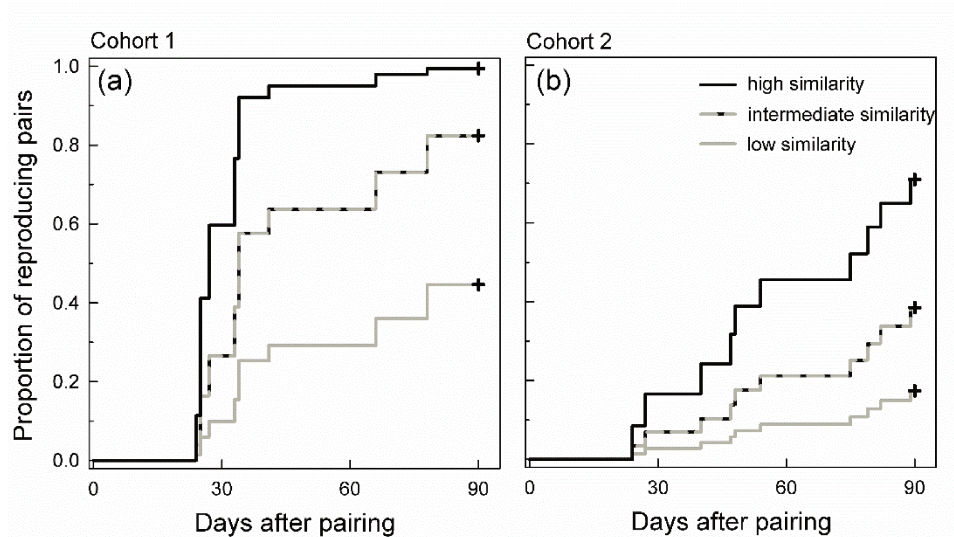 Cohort 1
Cohort 2
(a)
(b)
high similarity
intermediate similarity
low similarity
Proportion of reproducing pairs
1.0
0.8
0.6
0.4
0.2
0.0
0 30 60 90
0 30 60 90
Days after pairing
Days after pairing